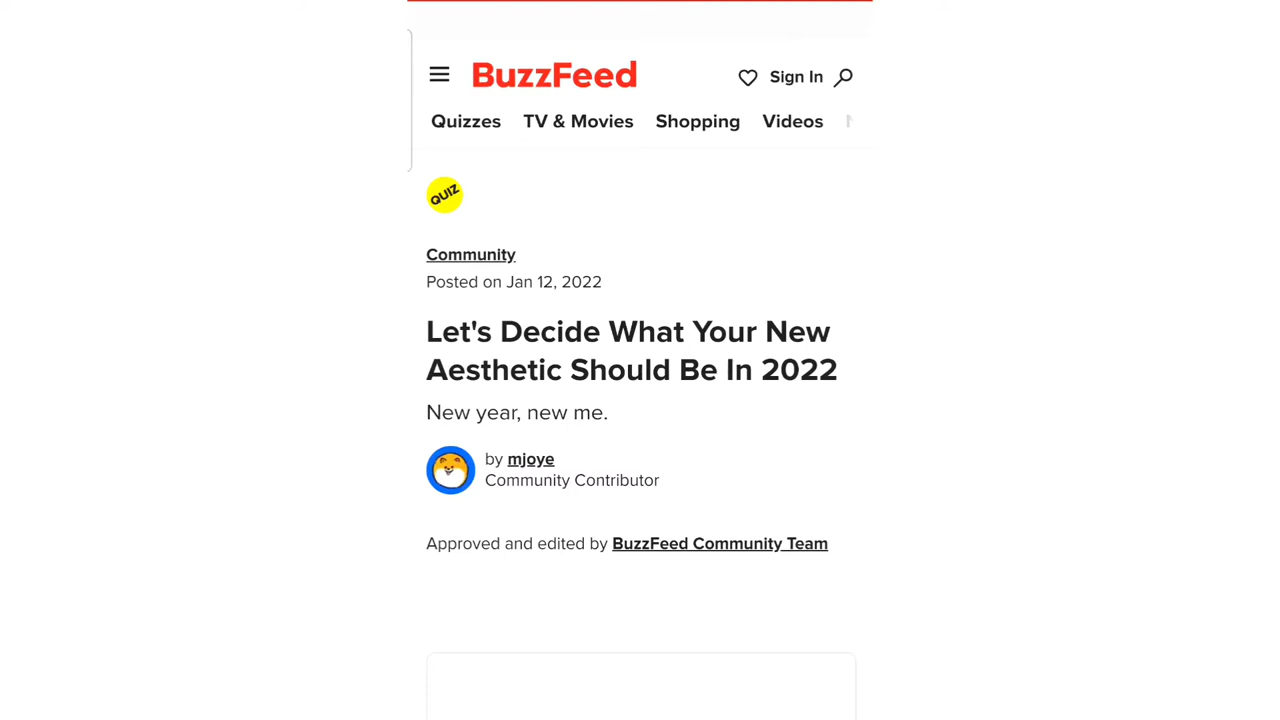 BuzzFeed
Sign In
Quizzes TV & Movies Shopping Videos
QUIZ
Community
Posted on Jan 12, 2022
Let's Decide What Your New
Aesthetic Should Be In 2022
New year, new me.
by mjoye
Community Contributor
Approved and edited by BuzzFeed Community Team